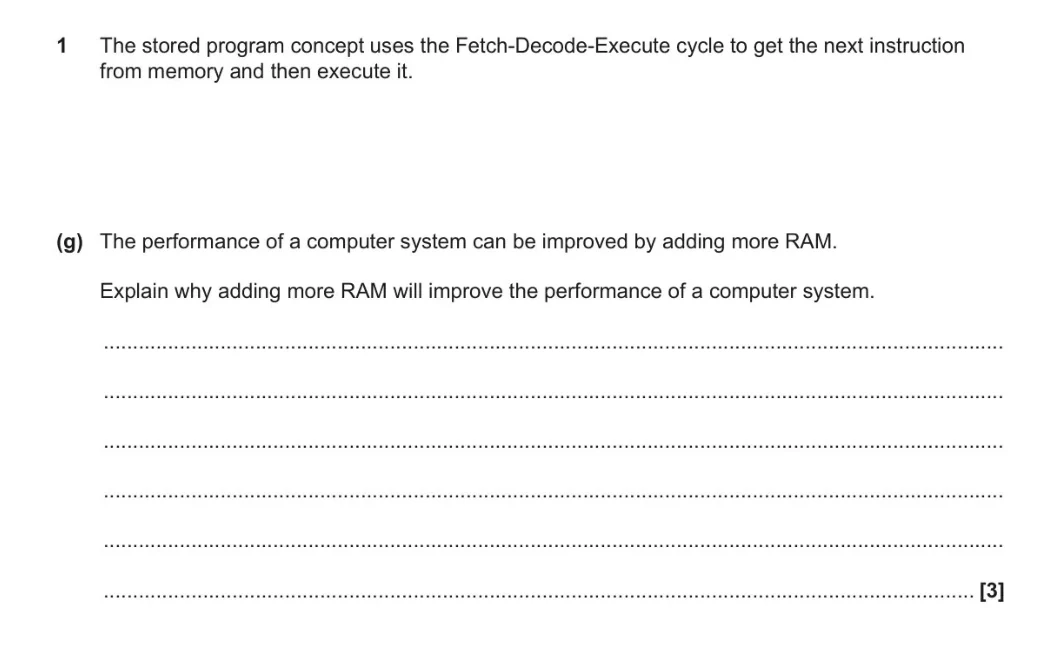 1 The stored program concept uses the Fetch-Decode-Execute cycle to get the next instruction
from memory and then execute it.
(g) The performance of a computer system can be improved by adding more RAM.
Explain why adding more RAM will improve the performance of a computer system.
[3]